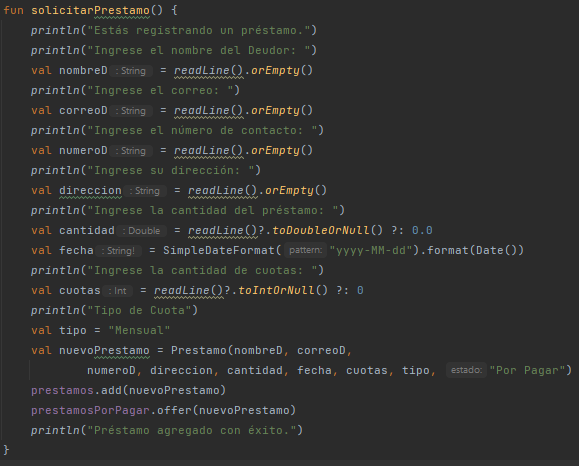 fun solicitarPrestamo() {
println("Estás registrando un préstamo.")
println("Ingrese el nombre del Deudor: ")
val nombreD : String = readLine().orEmpty()
println("Ingrese el correo: ")
val correoD : String = readLine().orEmpty()
println("Ingrese el número de contacto: ")
val numeroD : String = readLine().orEmpty()
println("Ingrese su dirección: ")
val direccion : String = readLine().orEmpty()
println("Ingrese la cantidad del préstamo: ")
val cantidad : Double = readLine()?.toDoubleOrNull() ?: 0.0
val fecha : String! = SimpleDateFormat( pattern: "yyyy-MM-dd").format(Date())
println("Ingrese la cantidad de cuotas: ")
val cuotas : Int = readLine()?.toIntOrNull() ?: 0
println("Tipo de Cuota")
val tipo = "Mensual"
val nuevoPrestamo = Prestamo(nombreD, correoD,
numeroD, direccion, cantidad, fecha, cuotas, tipo, estado: "Por Pagar")
prestamos.add(nuevoPrestamo)
prestamosPorPagar.offer(nuevoPrestamo)
println("Préstamo agregado con éxito.")
}